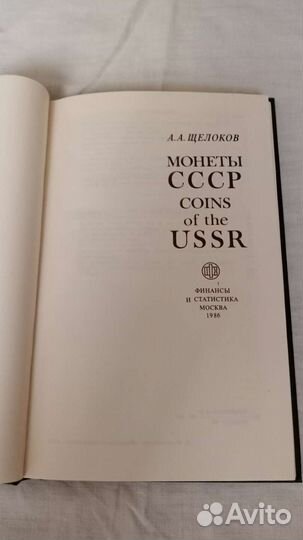 А.А. ЩЕЛОКОВ
МОНЕТЫ
СССР
COINS
of the
USSR
ФИНАНСЫ
И СТАТИСТИКА
МОСКВА
1986
Avito